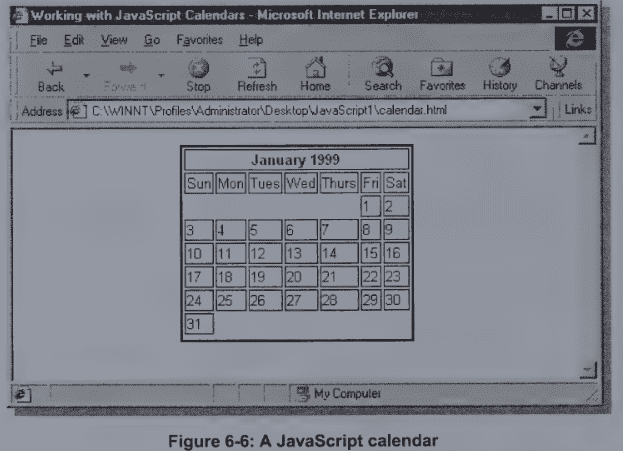 Working with JavaScript Calendars - Microsoft Internet Explorer
File Edit View Go Favorites Help
Back Forward Stop Refresh Home Search Favorites History Channels
Address C:\WINNT\Profiles\Administrator\Desktop\JavaScript1\calendar.html Links
January 1999
Sun Mon Tues Wed Thurs Fri Sat
1 2
3 4 5 6 7 8 9
10 11 12 13 14 15 16
17 18 19 20 21 22 23
24 25 26 27 28 29 30
31
My Computer
Figure 6-6: A JavaScript calendar